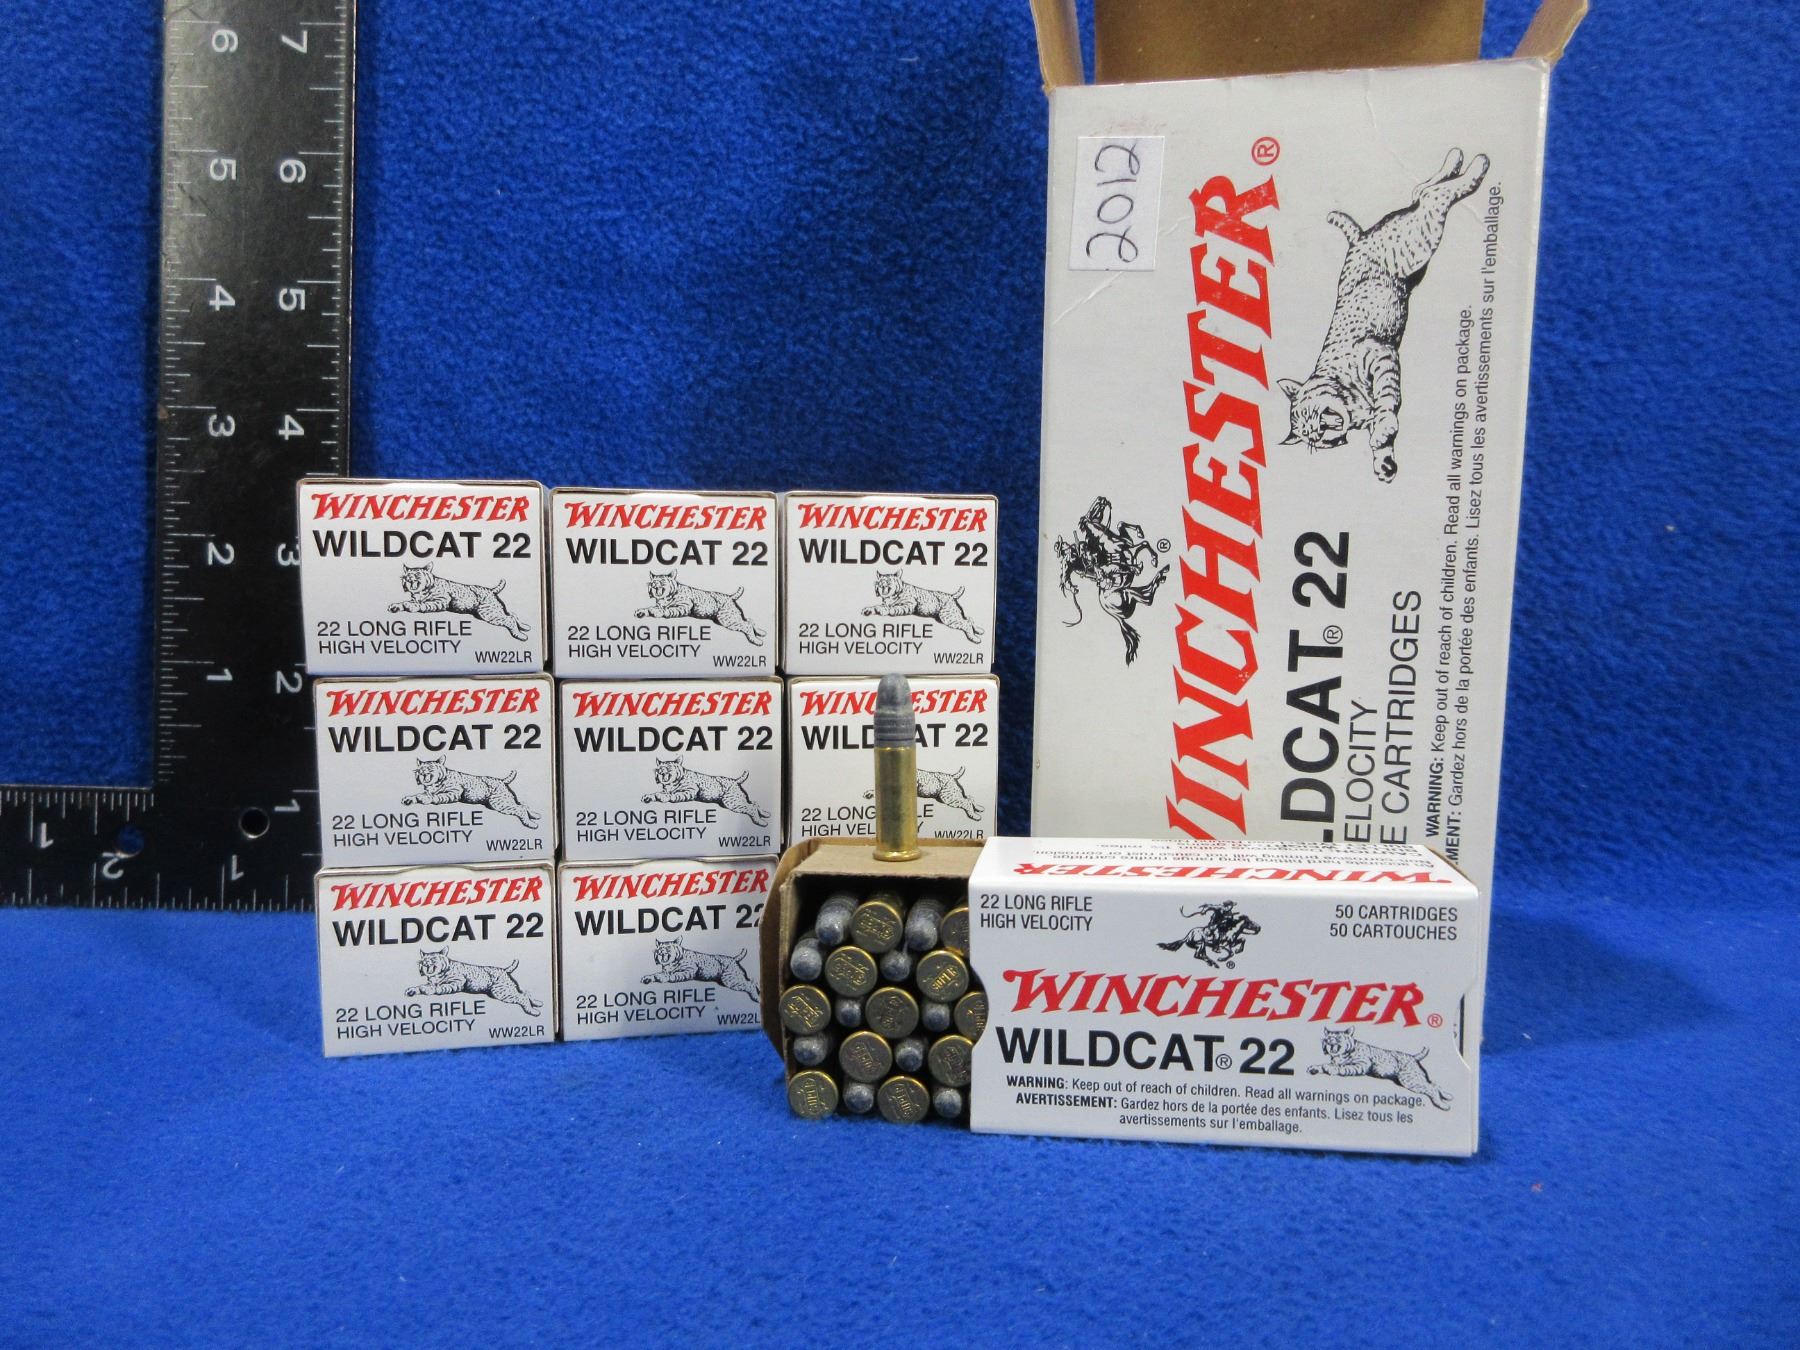 6 7
5 6
4 5
3 4
2 3
1 2
1
1 2 1
WINCHESTER
WILDCAT 22
22 LONG RIFLE
HIGH VELOCITY
WW22LR
WINCHESTER
WILDCAT 22
22 LONG RIFLE
HIGH VELOCITY
WW22LR
WINCHESTER
WILDCAT 22
22 LONG RIFLE
HIGH VELOCITY
WW22LR
WINCHESTER
WILDCAT 22
22 LONG RIFLE
HIGH VELOCITY
WW22LR
WINCHESTER
WILDCAT 22
22 LONG RIFLE
HIGH VELOCITY
WW22LR
WINCHESTER
WILDCAT 22
22 LONG RIFLE
HIGH VELOCITY
WW22LR
WINCHESTER
WILDCAT 22
22 LONG RIFLE
HIGH VELOCITY
WW22LR
WINCHESTER
WILDCAT 22
22 LONG RIFLE
HIGH VELOCITY
WW22L
2012
WINCHESTER®
LDCAT® 22
ELOCITY
E CARTRIDGES
WARNING: Keep out of reach of children. Read all warnings on package.
MENT: Gardez hors de la portée des enfants. Lisez tous les avertissements sur l'emballage.
SUPER
WINCHESTER
22 LONG RIFLE
HIGH VELOCITY
50 CARTRIDGES
50 CARTOUCHES
WINCHESTER®
WILDCAT® 22
WARNING: Keep out of reach of children. Read all warnings on package.
AVERTISSEMENT: Gardez hors de la portée des enfants. Lisez tous les
avertissements sur l'emballage.